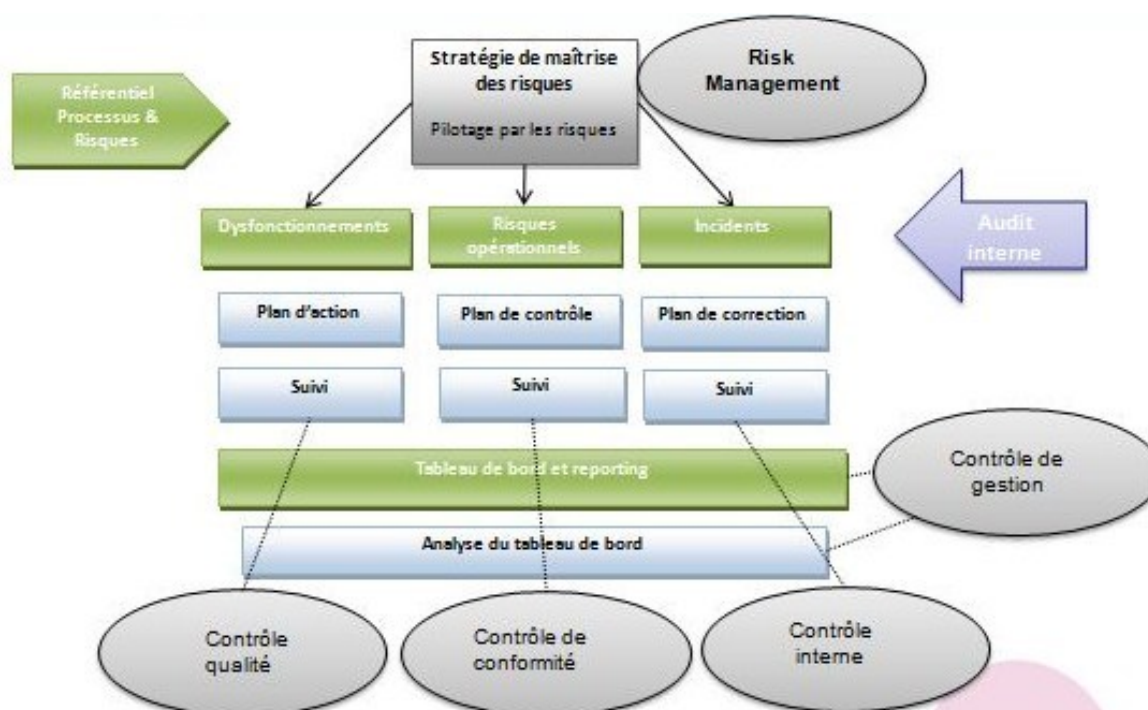 Stratégie de maîtrise
des risques
Pilotage par les risques
Risk
Management
Référentiel
Processus &
Risques
Dysfonctionnements
Risques
opérationnels
Incidents
Audit
interne
Plan d'action
Plan de contrôle
Plan de correction
Suivi
Suivi
Suivi
Tableau de bord et reporting
Contrôle de
gestion
Analyse du tableau de bord
Contrôle
qualité
Contrôle de
conformité
Contrôle
interne